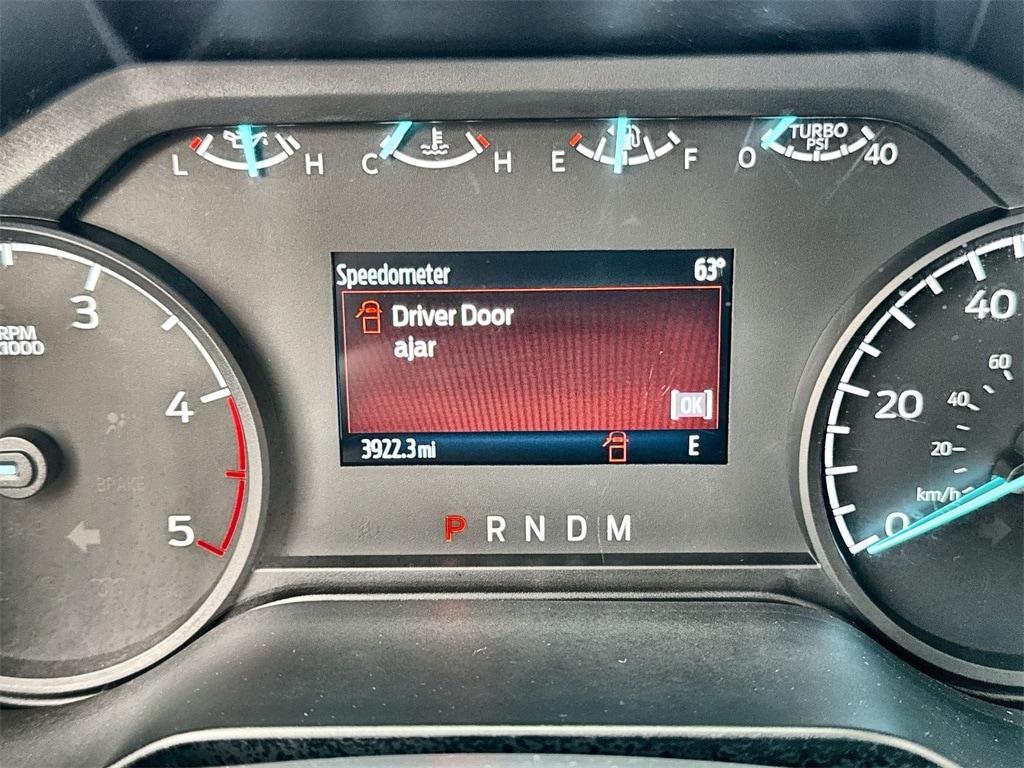 L H C H E F 0 TURBO PSI 40
Speedometer 63°
Driver Door
ajar
[OK]
3922.3 mi E
P R N D M
RPM
x1000
3
4
5
BRAKE
40
20
0
60
40
20
km/h